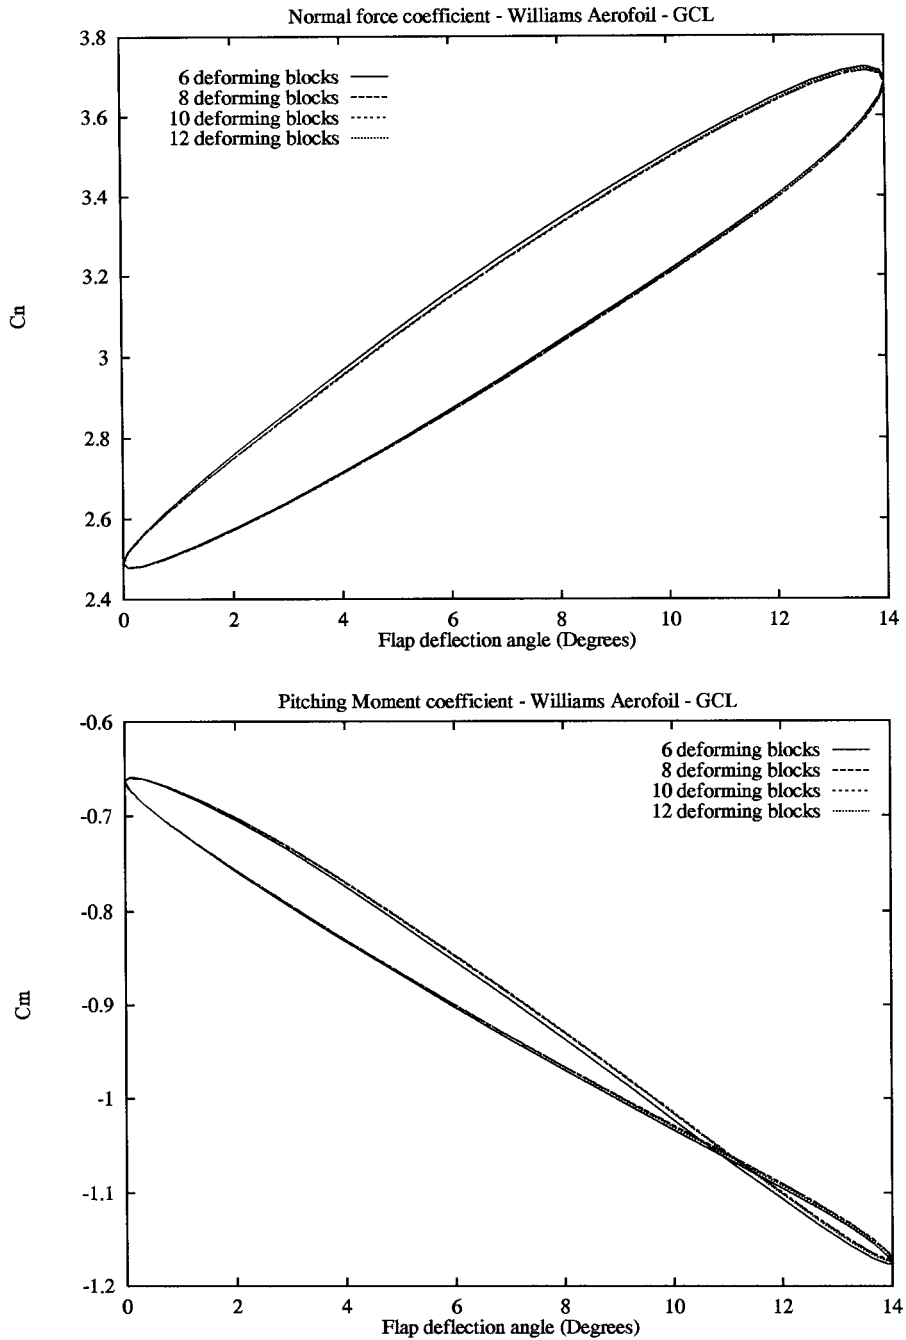 Normal force coefficient - Williams Aerofoil - GCL
3.8
3.6
3.4
3.2
3
2.8
2.6
2.4
Cn
6 deforming blocks
8 deforming blocks
10 deforming blocks
12 deforming blocks
0 2 4 6 8 10 12 14
Flap deflection angle (Degrees)
Pitching Moment coefficient - Williams Aerofoil - GCL
-0.6
-0.7
-0.8
-0.9
-1
-1.1
-1.2
Cm
6 deforming blocks
8 deforming blocks
10 deforming blocks
12 deforming blocks
0 2 4 6 8 10 12 14
Flap deflection angle (Degrees)